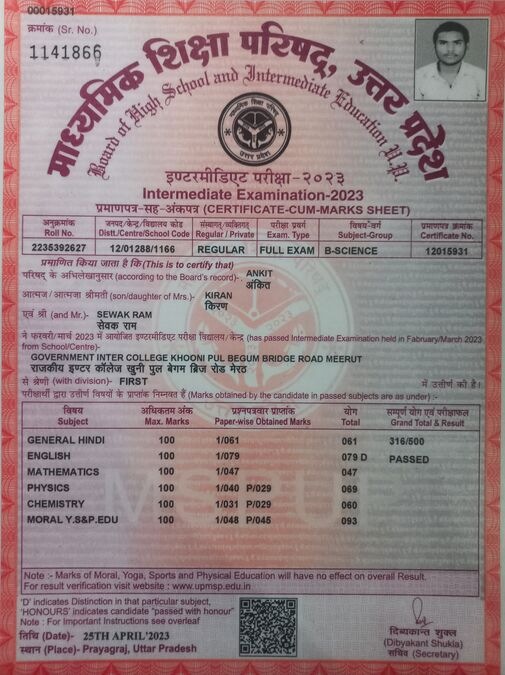 00015931
क्रमांक (Sr. No.)
1141866
माध्यमिक शिक्षा परिषद्, उत्तर प्रदेश
Board of High School and Intermediate Education U.P.
माध्यमिक शिक्षा परिषद
उत्तर प्रदेश
इण्टरमीडिएट परीक्षा-२०२३
Intermediate Examination-2023
प्रमाणपत्र-सह-अंकपत्र (CERTIFICATE-CUM-MARKS SHEET)
अनुक्रमांक जनपद/केन्द्र/विद्यालय कोड संस्थागत/व्यक्तिगत परीक्षा प्रवर्ग विषय-वर्ग प्रमाणपत्र क्रमांक
Roll No. Distt./Centre/School Code Regular / Private Exam. Type Subject-Group Certificate No.
2235392627 12/01288/1166 REGULAR FULL EXAM B-SCIENCE 12015931
प्रमाणित किया जाता है कि(This is to certify that)
परिषद् के अभिलेखानुसार (according to the Board's record)- ANKIT
अंकित
आत्मज / आत्मजा श्रीमती (son/daughter of Mrs.)- KIRAN
किरण
एवं श्री (and Mr.)- SEWAK RAM
सेवक राम
ने फरवरी/मार्च 2023 में आयोजित इण्टरमीडिएट परीक्षा विद्यालय/ केन्द्र (has passed Intermediate Examination held in Fabruary/March 2023
from School/Centre)-
GOVERNMENT INTER COLLEGE KHOONI PUL BEGUM BRIDGE ROAD MEERUT
राजकीय इण्टर कॉलेज खुनी पुल बेगम ब्रिज रोड मेरठ
से श्रेणी (with division)- FIRST में उत्तीर्ण की है।
परीक्षार्थी द्वारा उत्तीर्ण विषयों के प्राप्तांक निम्नवत् हैं (Marks obtained by the candidate in passed subjects are as under) :-
विषय अधिकतम अंक प्रश्नपत्रवार प्राप्तांक योग सम्पूर्ण योग एवं परीक्षाफल
Subject Max. Marks Paper-wise Obtained Marks Total Grand Total & Result
GENERAL HINDI 100 1/061 061 316/500
ENGLISH 100 1/079 079 D PASSED
MATHEMATICS 100 1/047 047
PHYSICS 100 1/040 P/029 069
CHEMISTRY 100 1/031 P/029 060
MORAL Y.S&P.EDU 100 1/048 P/045 093
Note :- Marks of Moral, Yoga, Sports and Physical Education will have no effect on overall Result.
For result verification visit website : www.upmsp.edu.in
'D' indicates Distinction in that particular subject,
'HONOURS' indicates candidate "passed with honour"
Note : For Important Instructions see overleaf
तिथि (Date)- 25TH APRIL'2023
स्थान (Place)- Prayagraj, Uttar Pradesh
दिब्यकान्त शुक्ल
(Dibyakant Shukla)
सचिव (Secretary)